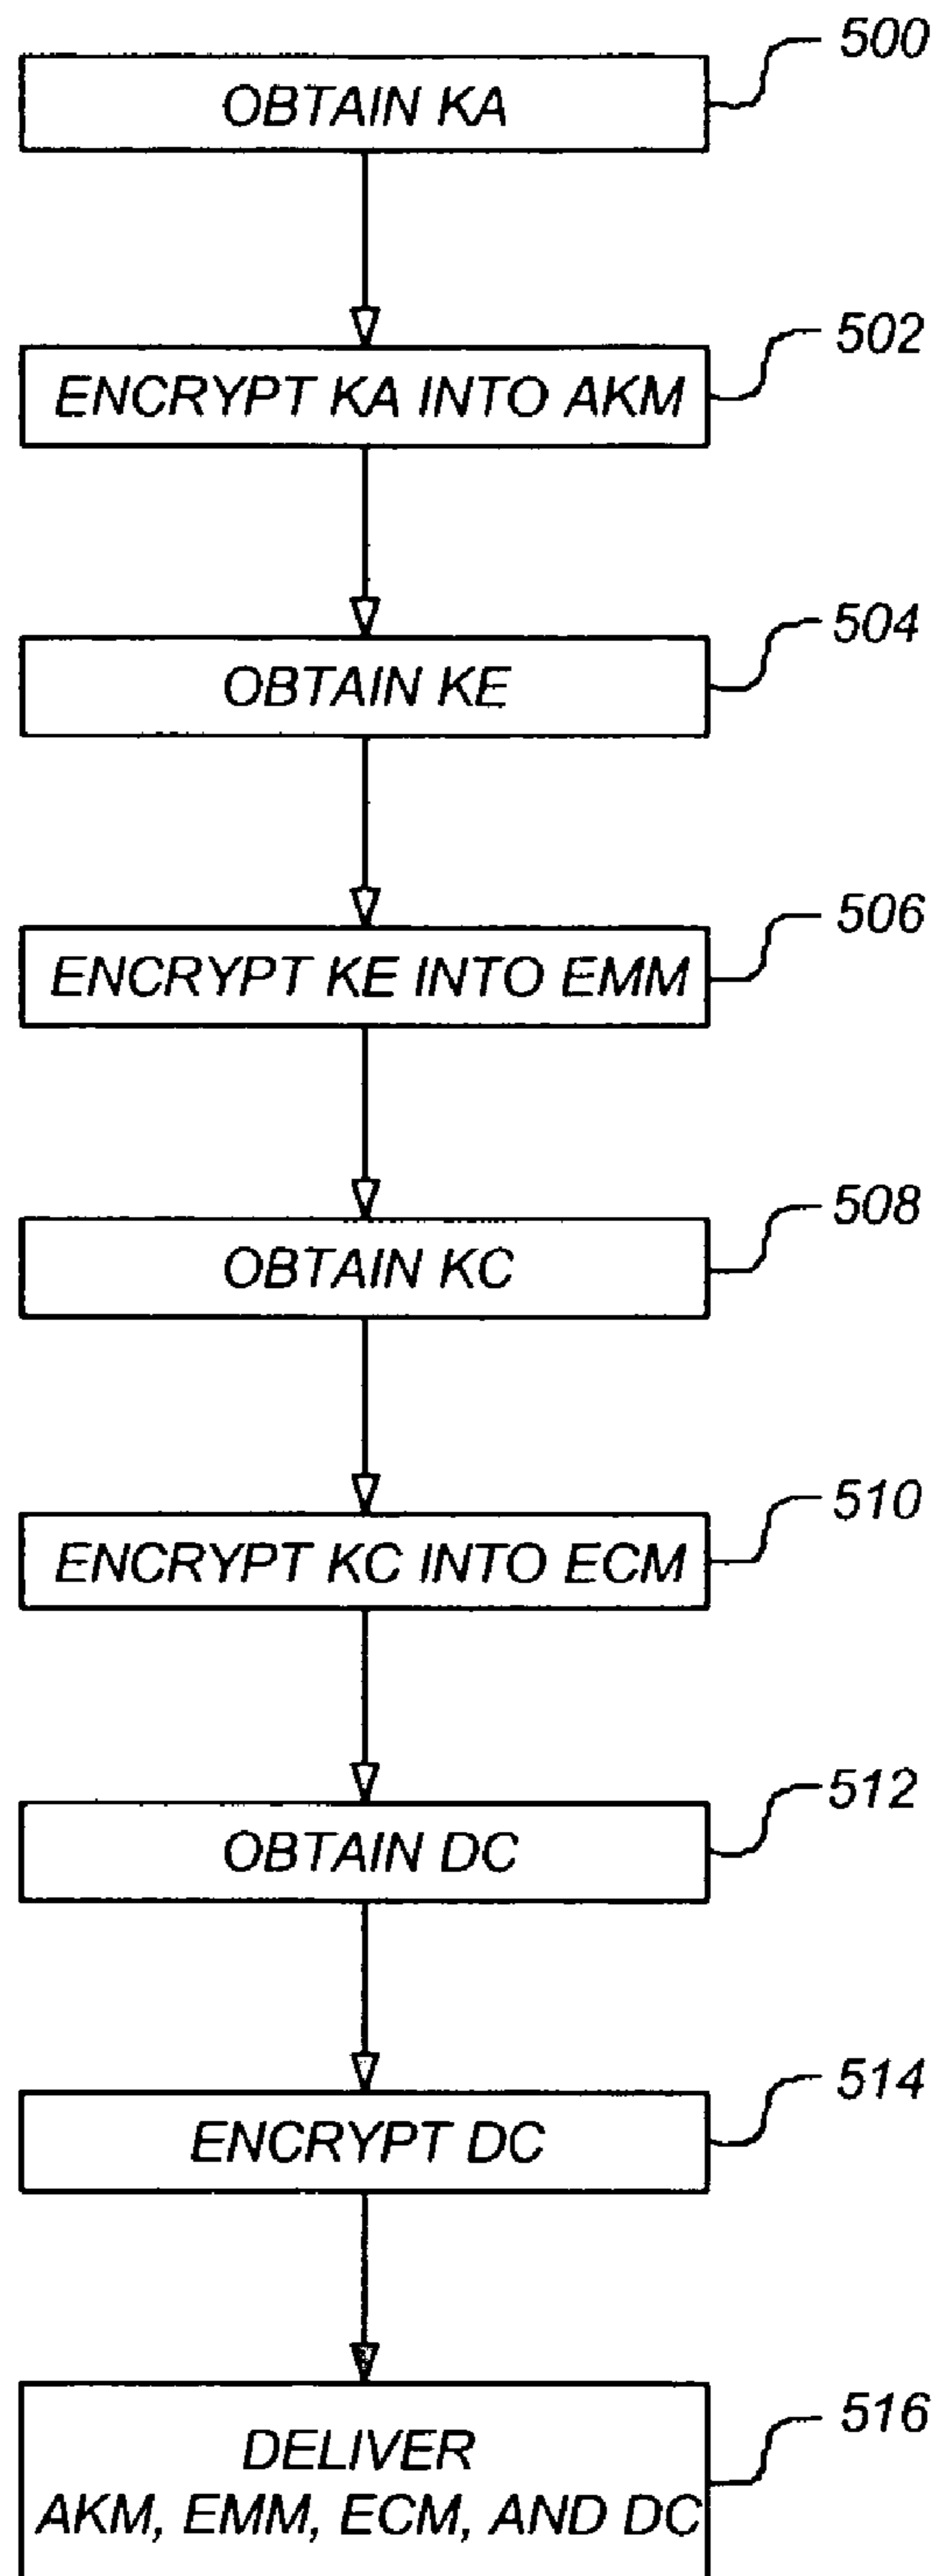 500
OBTAIN KA
502
ENCRYPT KA INTO AKM
504
OBTAIN KE
506
ENCRYPT KE INTO EMM
508
OBTAIN KC
510
ENCRYPT KC INTO ECM
512
OBTAIN DC
514
ENCRYPT DC
516
DELIVER
AKM, EMM, ECM, AND DC